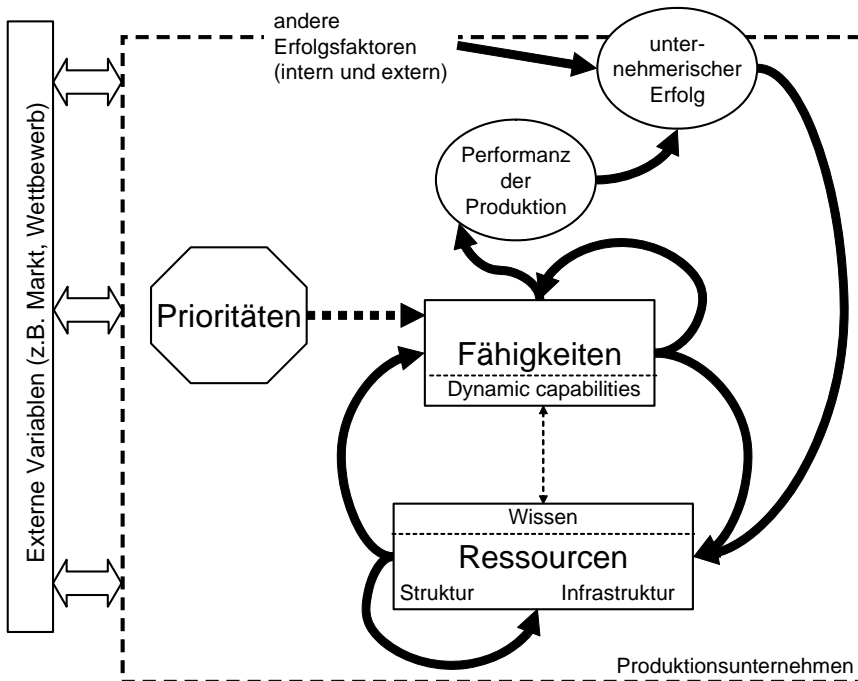 Externe Variablen (z.B. Markt, Wettbewerb)
andere
Erfolgsfaktoren
(intern und extern)
unter-
nehmerischer
Erfolg
Performanz
der
Produktion
Prioritäten
Fähigkeiten
Dynamic capabilities
Wissen
Ressourcen
Struktur
Infrastruktur
Produktionsunternehmen